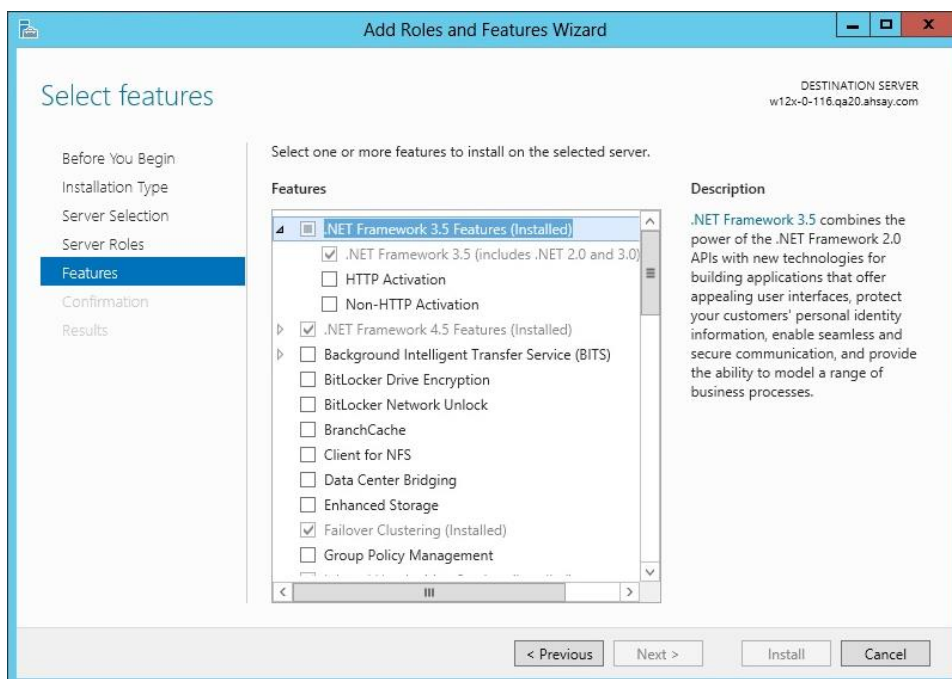 Add Roles and Features Wizard
Select features
DESTINATION SERVER
w12x-0-116.qa20.ahsay.com
Before You Begin
Installation Type
Server Selection
Server Roles
Features
Confirmation
Results
Select one or more features to install on the selected server.
Features
.NET Framework 3.5 Features (Installed)
.NET Framework 3.5 (includes .NET 2.0 and 3.0)
HTTP Activation
Non-HTTP Activation
.NET Framework 4.5 Features (Installed)
Background Intelligent Transfer Service (BITS)
BitLocker Drive Encryption
BitLocker Network Unlock
BranchCache
Client for NFS
Data Center Bridging
Enhanced Storage
Failover Clustering (Installed)
Group Policy Management
Description
.NET Framework 3.5 combines the
power of the .NET Framework 2.0
APIs with new technologies for
building applications that offer
appealing user interfaces, protect
your customers' personal identity
information, enable seamless and
secure communication, and provide
the ability to model a range of
business processes.
< Previous
Next >
Install
Cancel